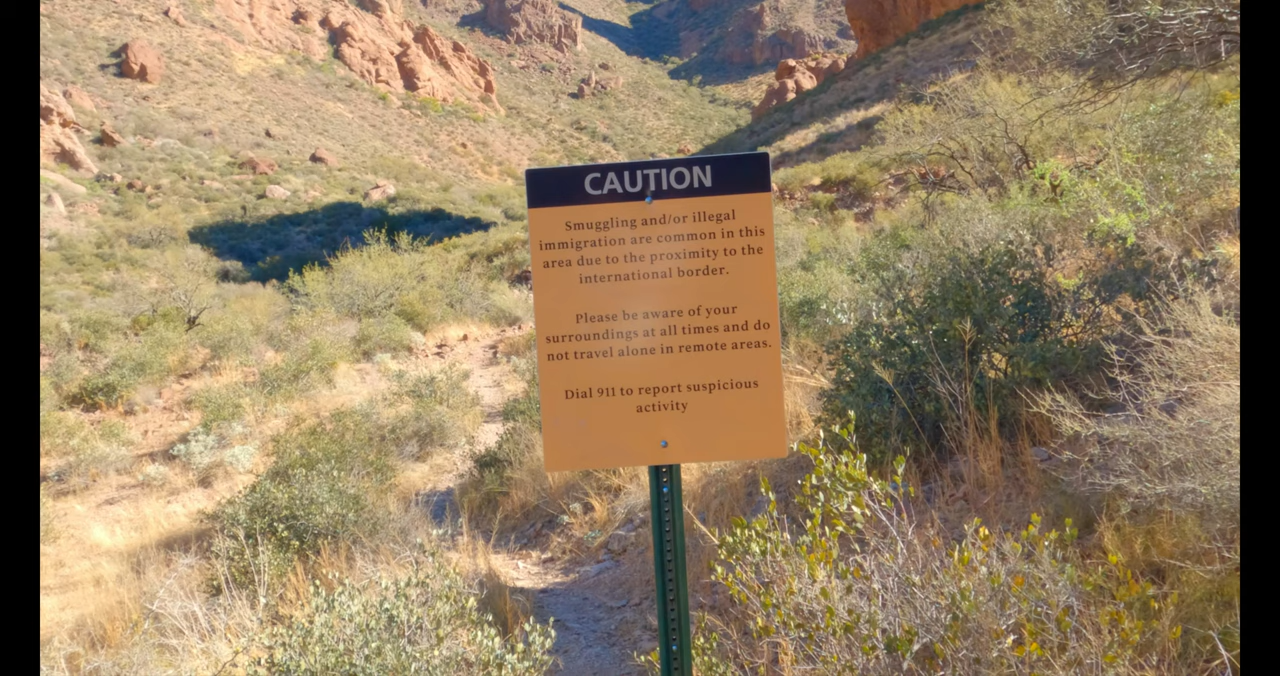 CAUTION
Smuggling and/or illegal
immigration are common in this
area due to the proximity to the
international border.
Please be aware of your
surroundings at all times and do
not travel alone in remote areas.
Dial 911 to report suspicious
activity